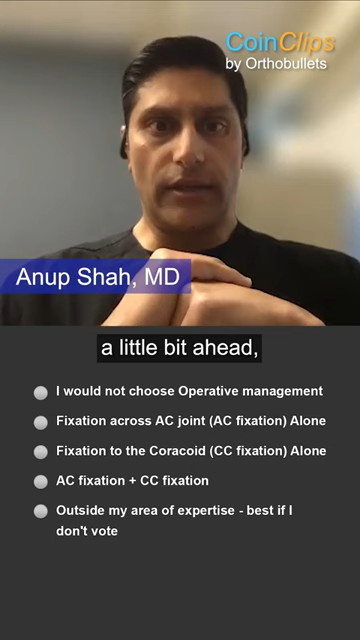 CoinClips
by Orthobullets
Anup Shah, MD
a little bit ahead,
I would not choose Operative management
Fixation across AC joint (AC fixation) Alone
Fixation to the Coracoid (CC fixation) Alone
AC fixation + CC fixation
Outside my area of expertise - best if I
don't vote